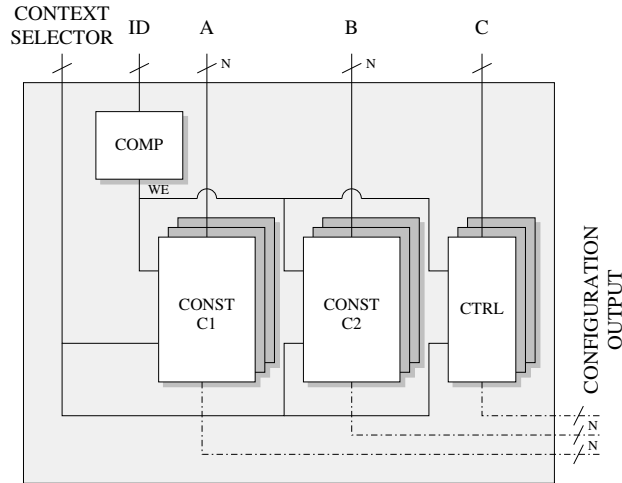 CONTEXT
SELECTOR
ID
A
B
C
N
N
COMP
WE
CONST
C1
CONST
C2
CTRL
CONFIGURATION
OUTPUT
N
N